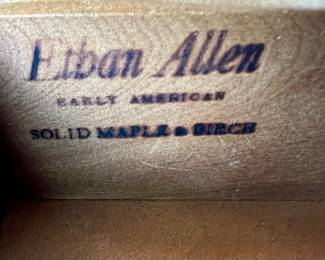 Ethan Allen
EARLY AMERICAN
SOLID MAPLE & BIRCH